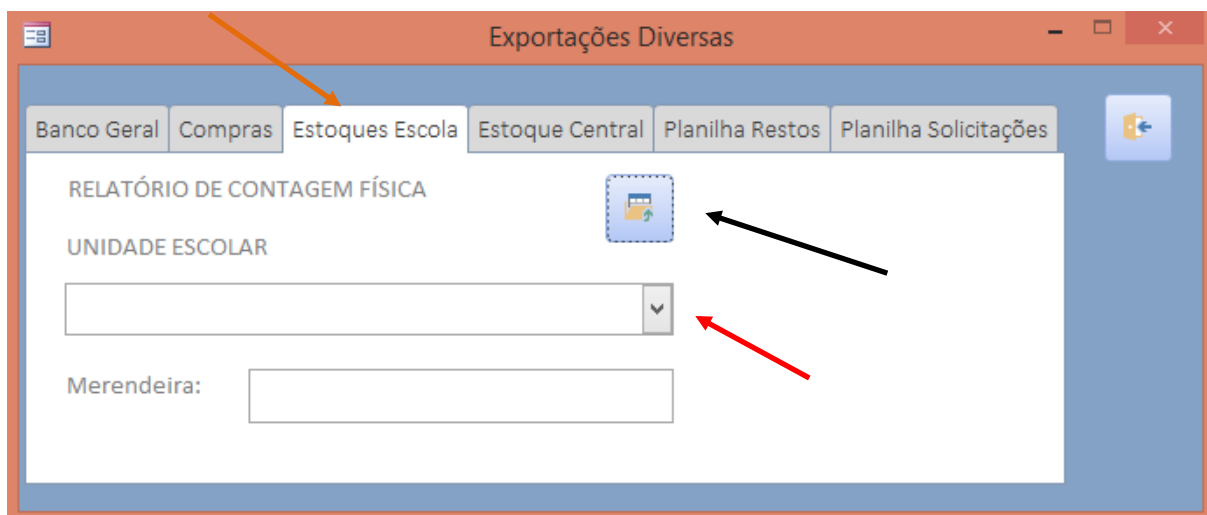 Exportações Diversas
Banco Geral Compras Estoques Escola Estoque Central Planilha Restos Planilha Solicitações
RELATÓRIO DE CONTAGEM FÍSICA
UNIDADE ESCOLAR
Merendeira: